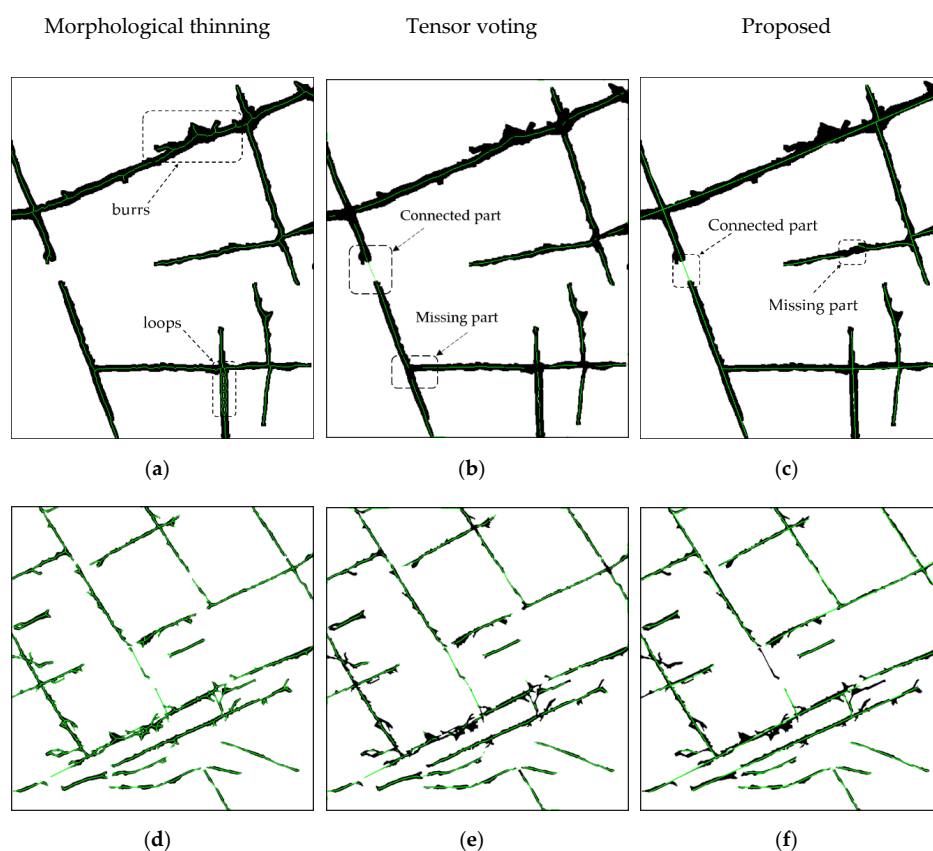 Morphological thinning
Tensor voting
Proposed
burrs
loops
Connected part
Missing part
Connected part
Missing part
(a)
(b)
(c)
(d)
(e)
(f)